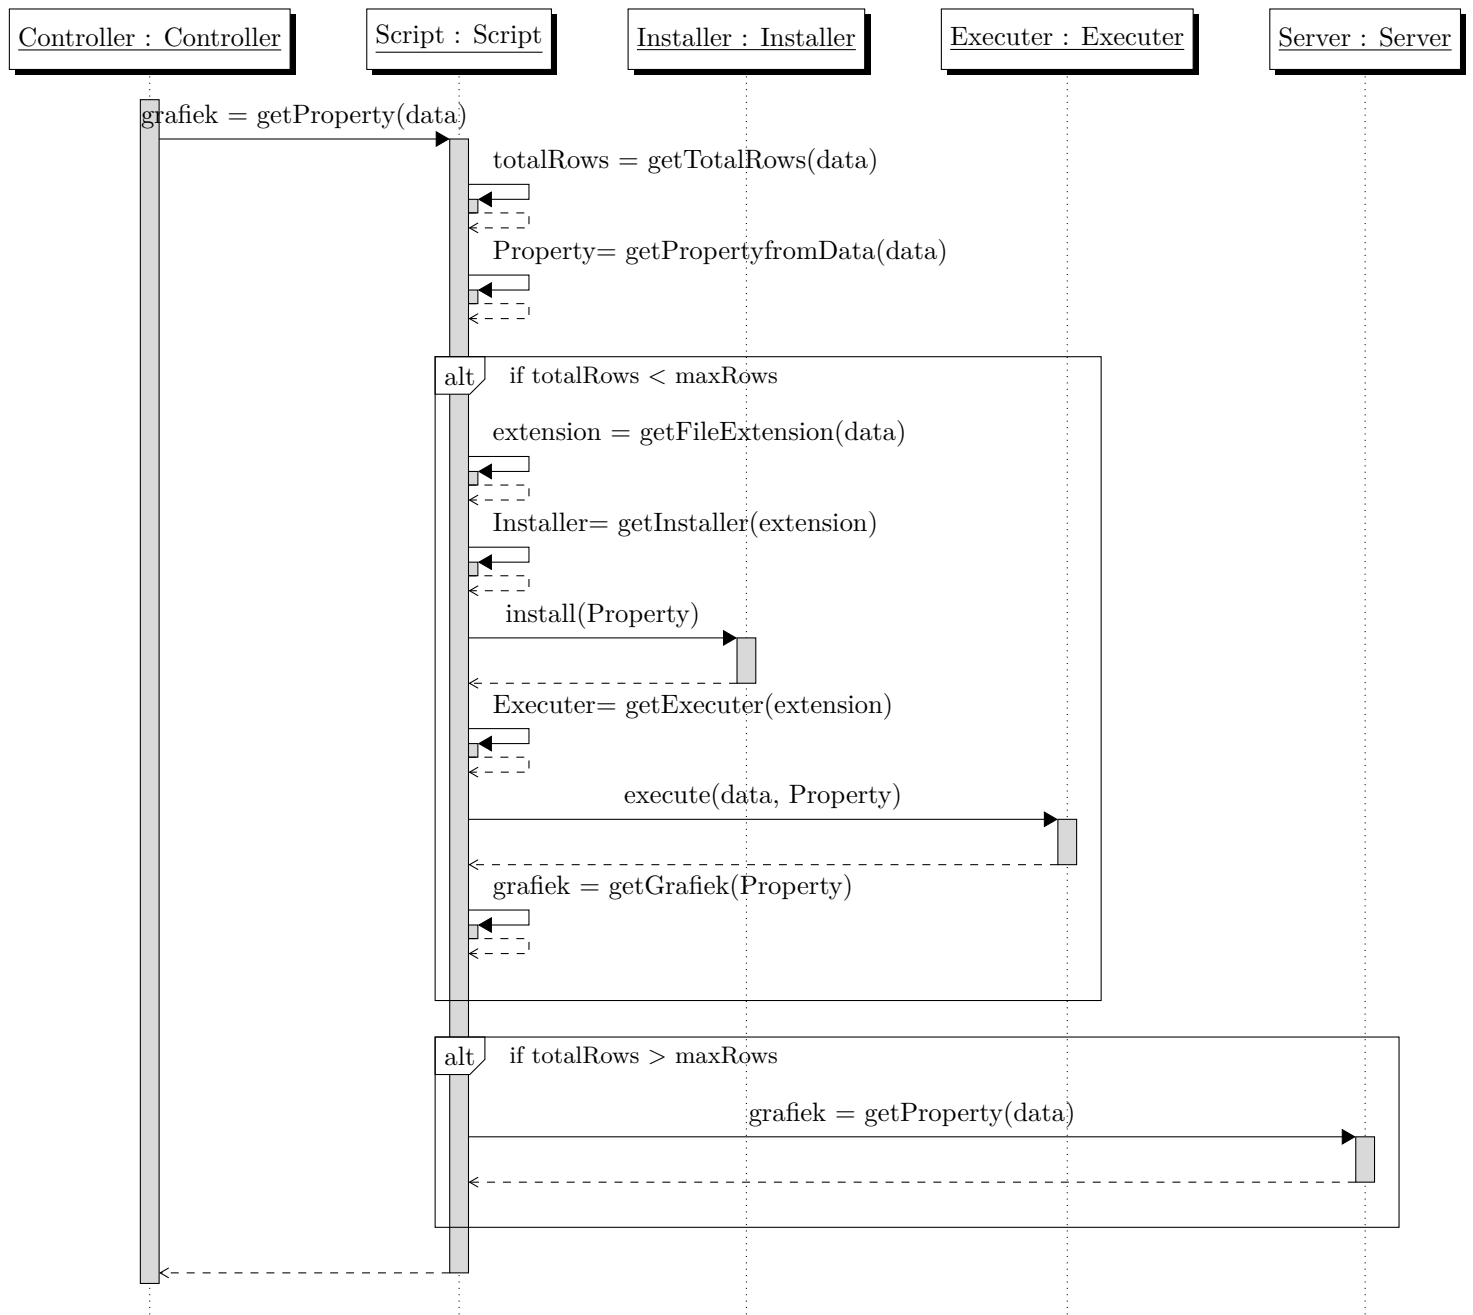 Controller : Controller
Script : Script
Installer : Installer
Executer : Executer
Server : Server
grafiek = getProperty(data)
totalRows = getTotalRows(data)
Property= getPropertyfromData(data)
alt
if totalRows < maxRows
extension = getFileExtension(data)
Installer= getInstaller(extension)
install(Property)
Executer= getExecuter(extension)
execute(data, Property)
grafiek = getGrafiek(Property)
alt
if totalRows > maxRows
grafiek = getProperty(data)